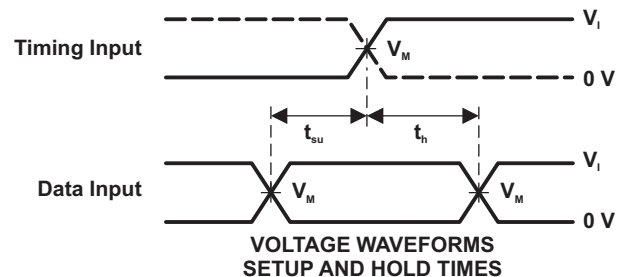 V_I
Timing Input
V_M
0 V
t_su
t_h
V_I
Data Input
V_M
V_M
0 V
VOLTAGE WAVEFORMS
SETUP AND HOLD TIMES